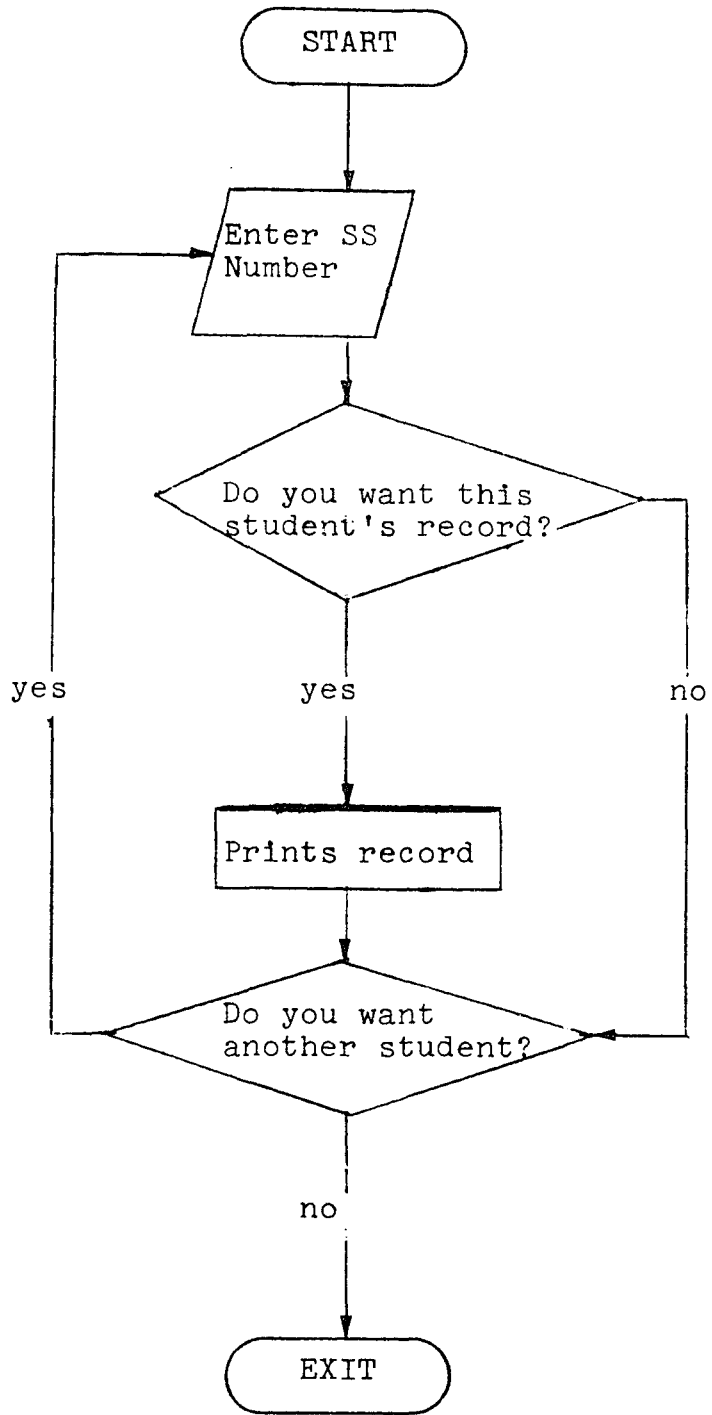 START
Enter SS
Number
Do you want this
student's record?
yes
yes
no
Prints record
Do you want
another student?
no
EXIT